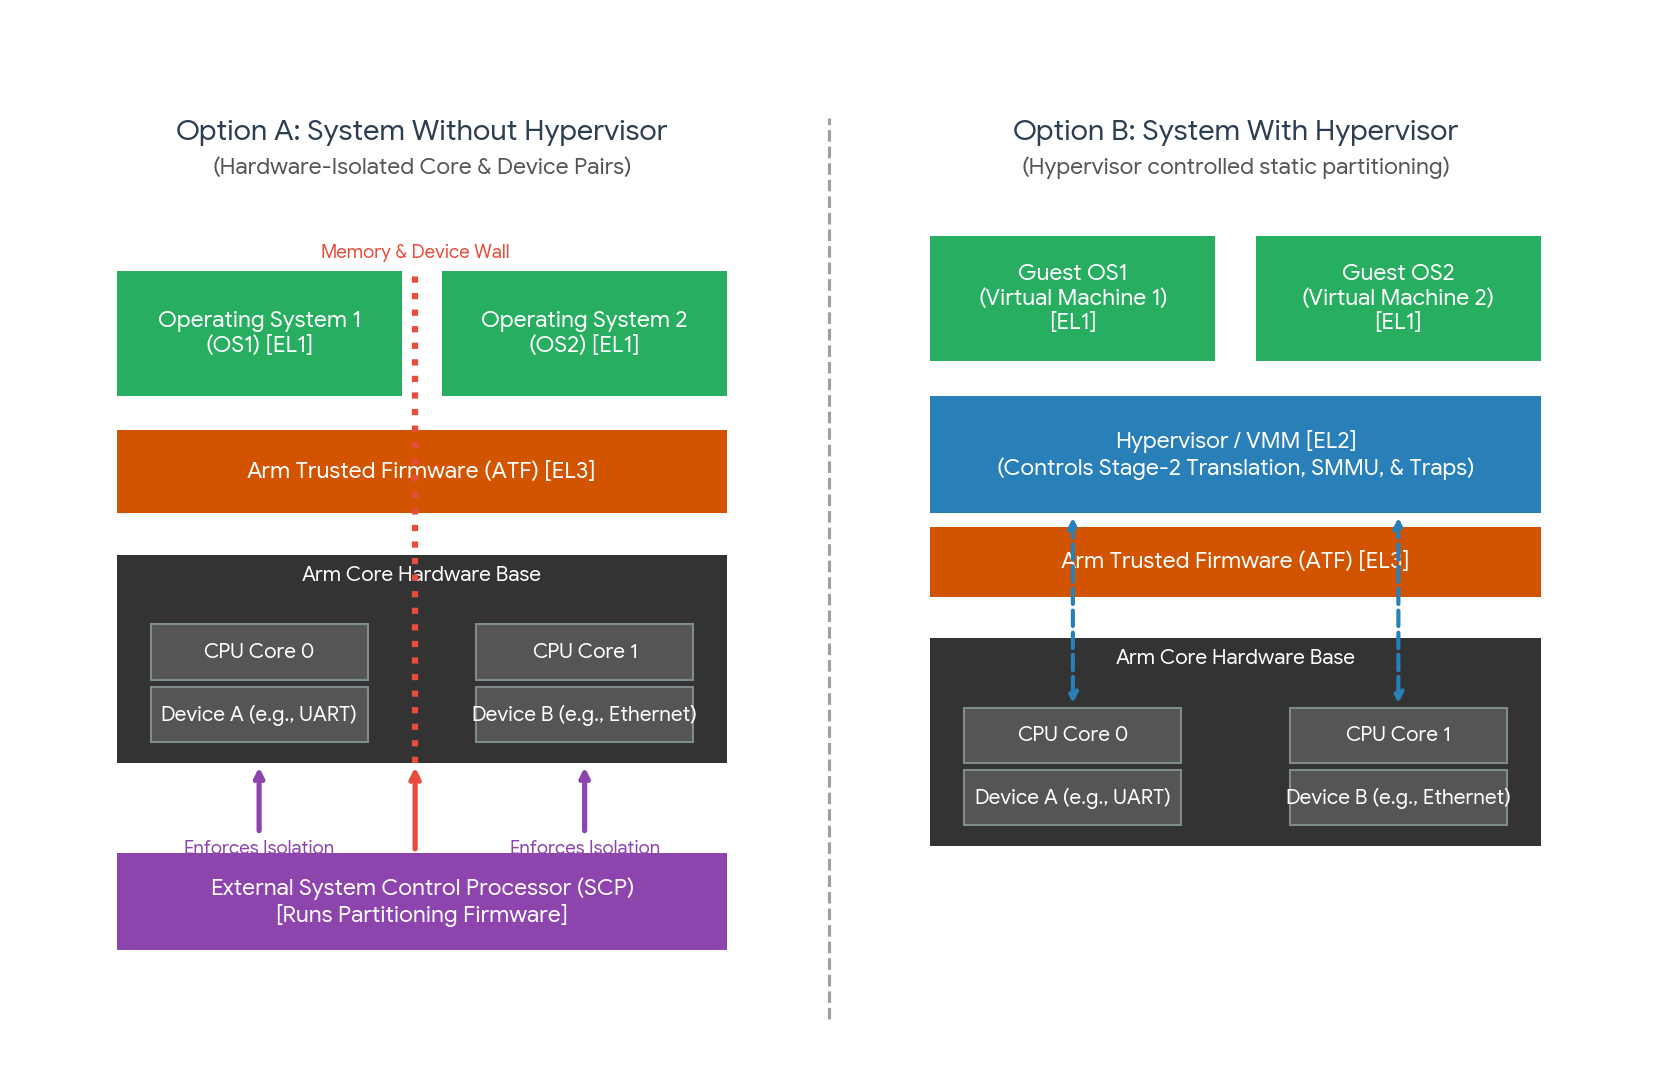 Option A: System Without Hypervisor
(Hardware-Isolated Core & Device Pairs)
Memory & Device Wall
Operating System 1
(OS1) [EL1]
Operating System 2
(OS2) [EL1]
Arm Trusted Firmware (ATF) [EL3]
Arm Core Hardware Base
CPU Core 0
Device A (e.g., UART)
CPU Core 1
Device B (e.g., Ethernet)
Enforces Isolation
Enforces Isolation
External System Control Processor (SCP)
[Runs Partitioning Firmware]
Option B: System With Hypervisor
(Hypervisor controlled static partitioning)
Guest OS1
(Virtual Machine 1)
[EL1]
Guest OS2
(Virtual Machine 2)
[EL1]
Hypervisor / VMM [EL2]
(Controls Stage-2 Translation, SMMU, & Traps)
Arm Trusted Firmware (ATF) [EL3]
Arm Core Hardware Base
CPU Core 0
Device A (e.g., UART)
CPU Core 1
Device B (e.g., Ethernet)